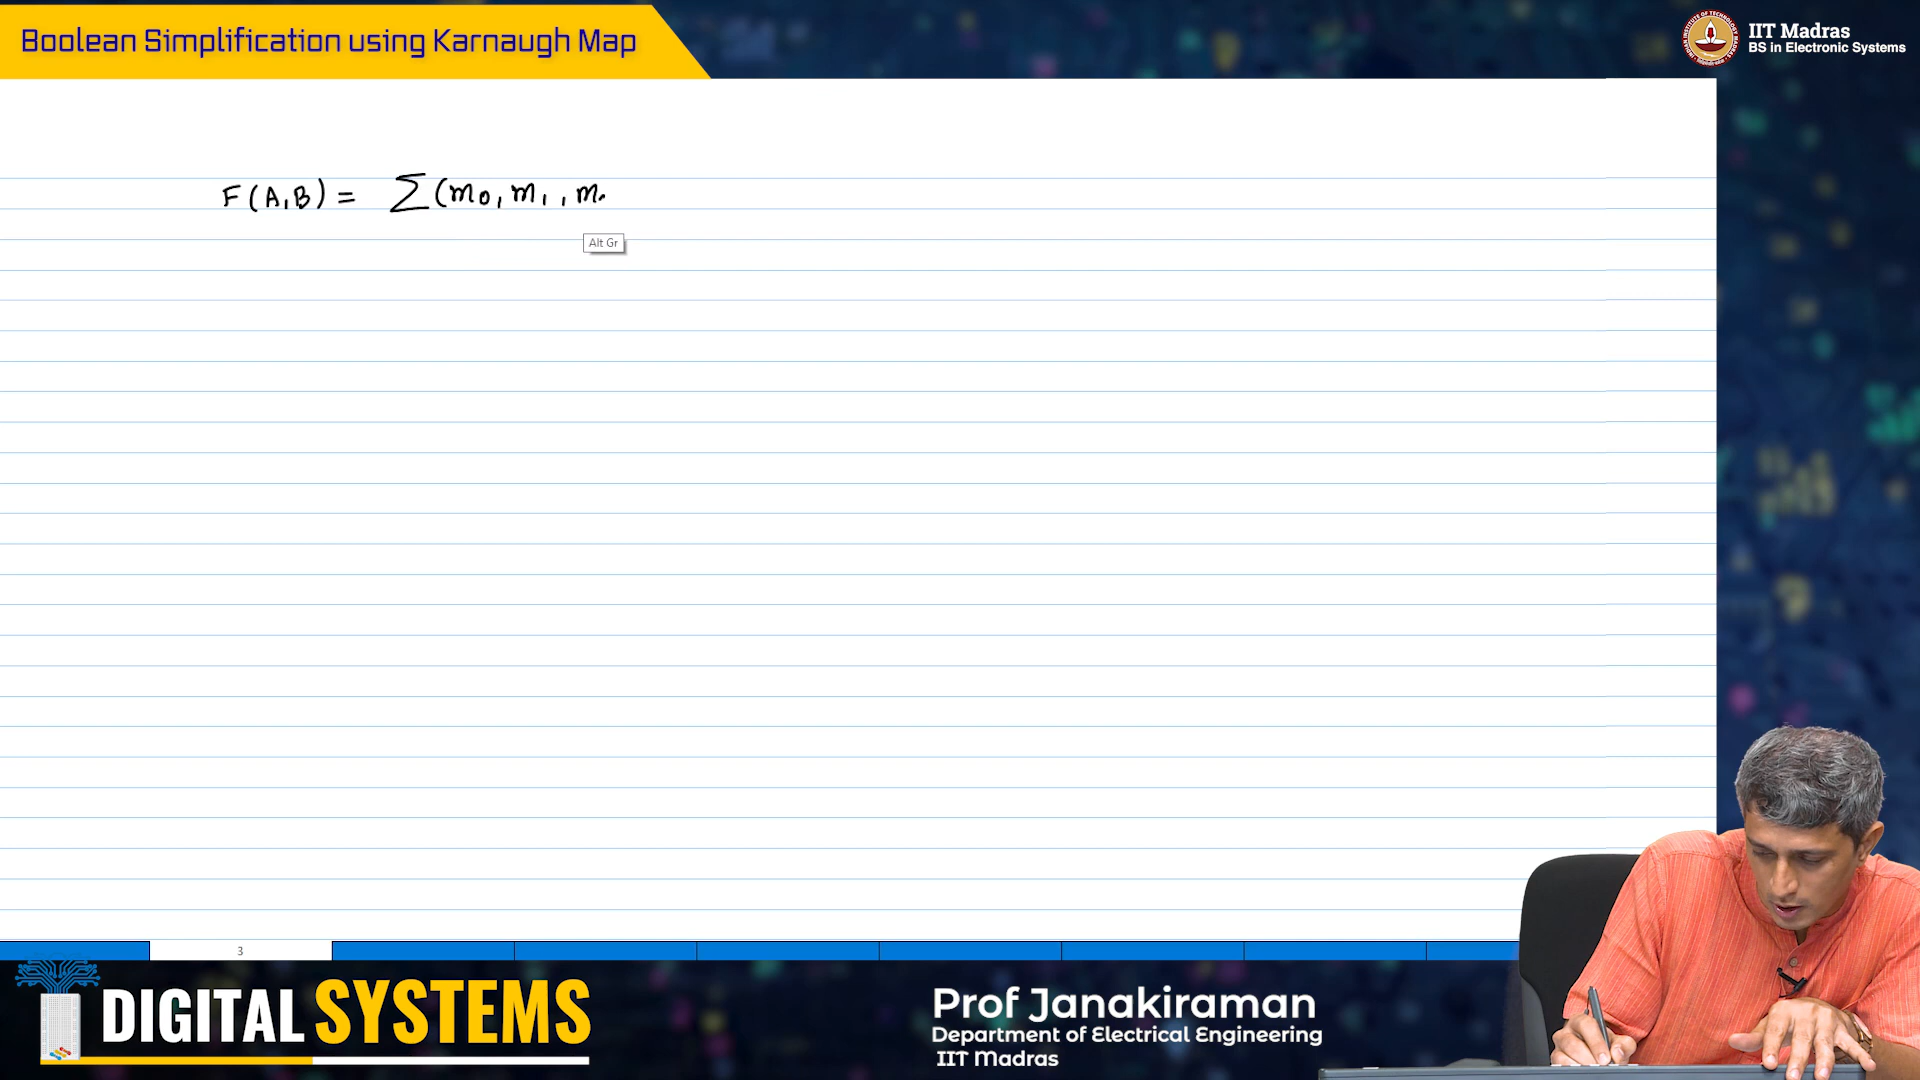 Boolean Simplification using Karnaugh Map
IIT Madras
BS in Electronic Systems
F(A,B) = Σ(m0, m1, m
Alt Gr
3
DIGITAL SYSTEMS
Prof Janakiraman
Department of Electrical Engineering
IIT Madras